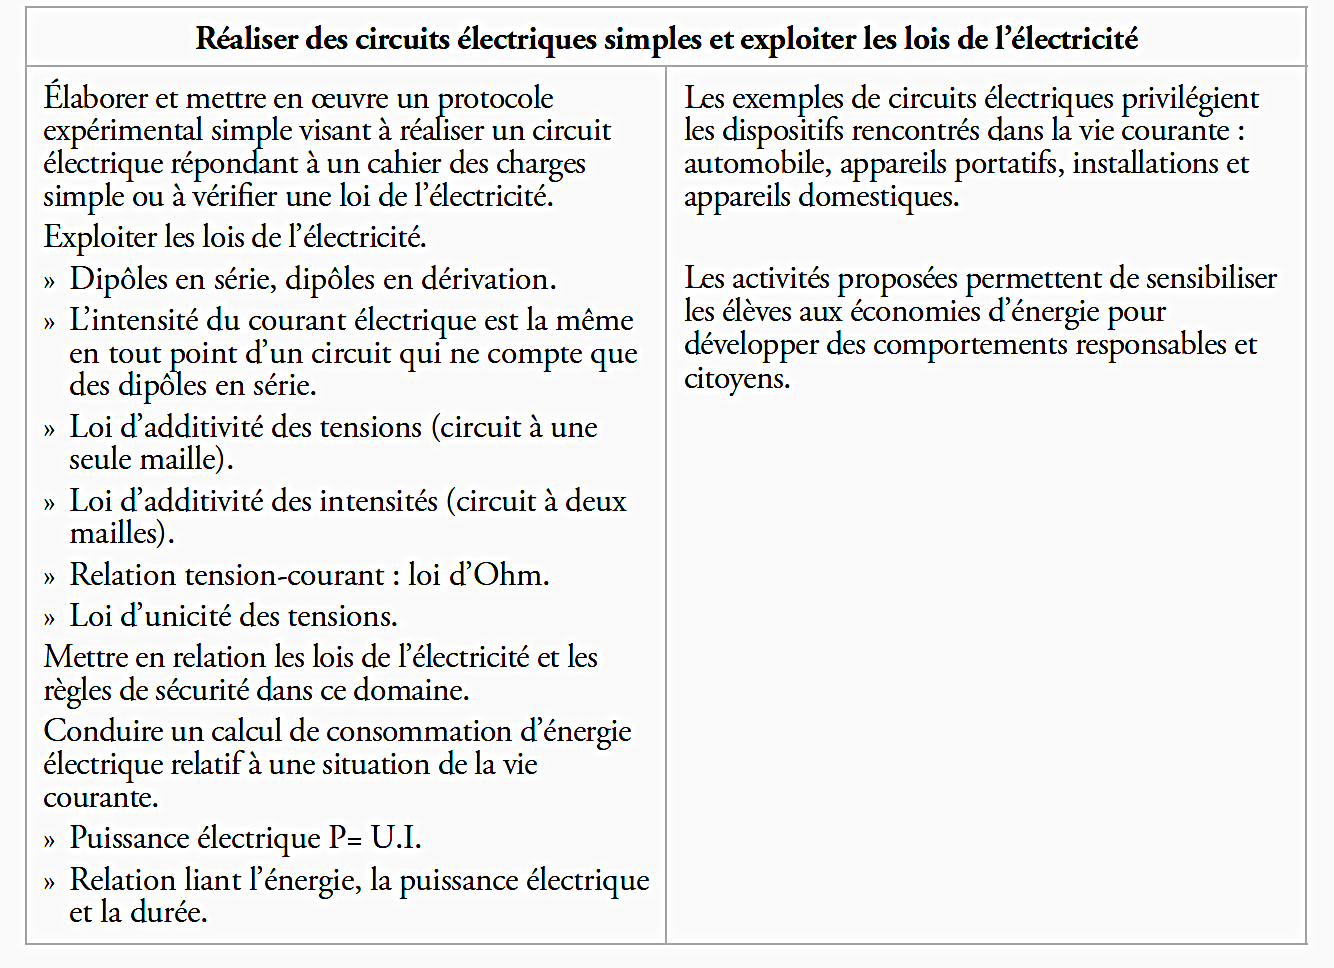 Réaliser des circuits électriques simples et exploiter les lois de l’électricité
Élaborer et mettre en œuvre un protocole
expérimental simple visant à réaliser un circuit
électrique répondant à un cahier des charges
simple ou à vérifier une loi de l’électricité.
Exploiter les lois de l’électricité.
» Dipôles en série, dipôles en dérivation.
» L’intensité du courant électrique est la même
en tout point d’un circuit qui ne compte que
des dipôles en série.
» Loi d’additivité des tensions (circuit à une
seule maille).
» Loi d’additivité des intensités (circuit à deux
mailles).
» Relation tension-courant : loi d’Ohm.
» Loi d’unicité des tensions.
Mettre en relation les lois de l’électricité et les
règles de sécurité dans ce domaine.
Conduire un calcul de consommation d’énergie
électrique relatif à une situation de la vie
courante.
» Puissance électrique P= U.I.
» Relation liant l’énergie, la puissance électrique
et la durée.
Les exemples de circuits électriques privilégient
les dispositifs rencontrés dans la vie courante :
automobile, appareils portatifs, installations et
appareils domestiques.
Les activités proposées permettent de sensibiliser
les élèves aux économies d’énergie pour
développer des comportements responsables et
citoyens.